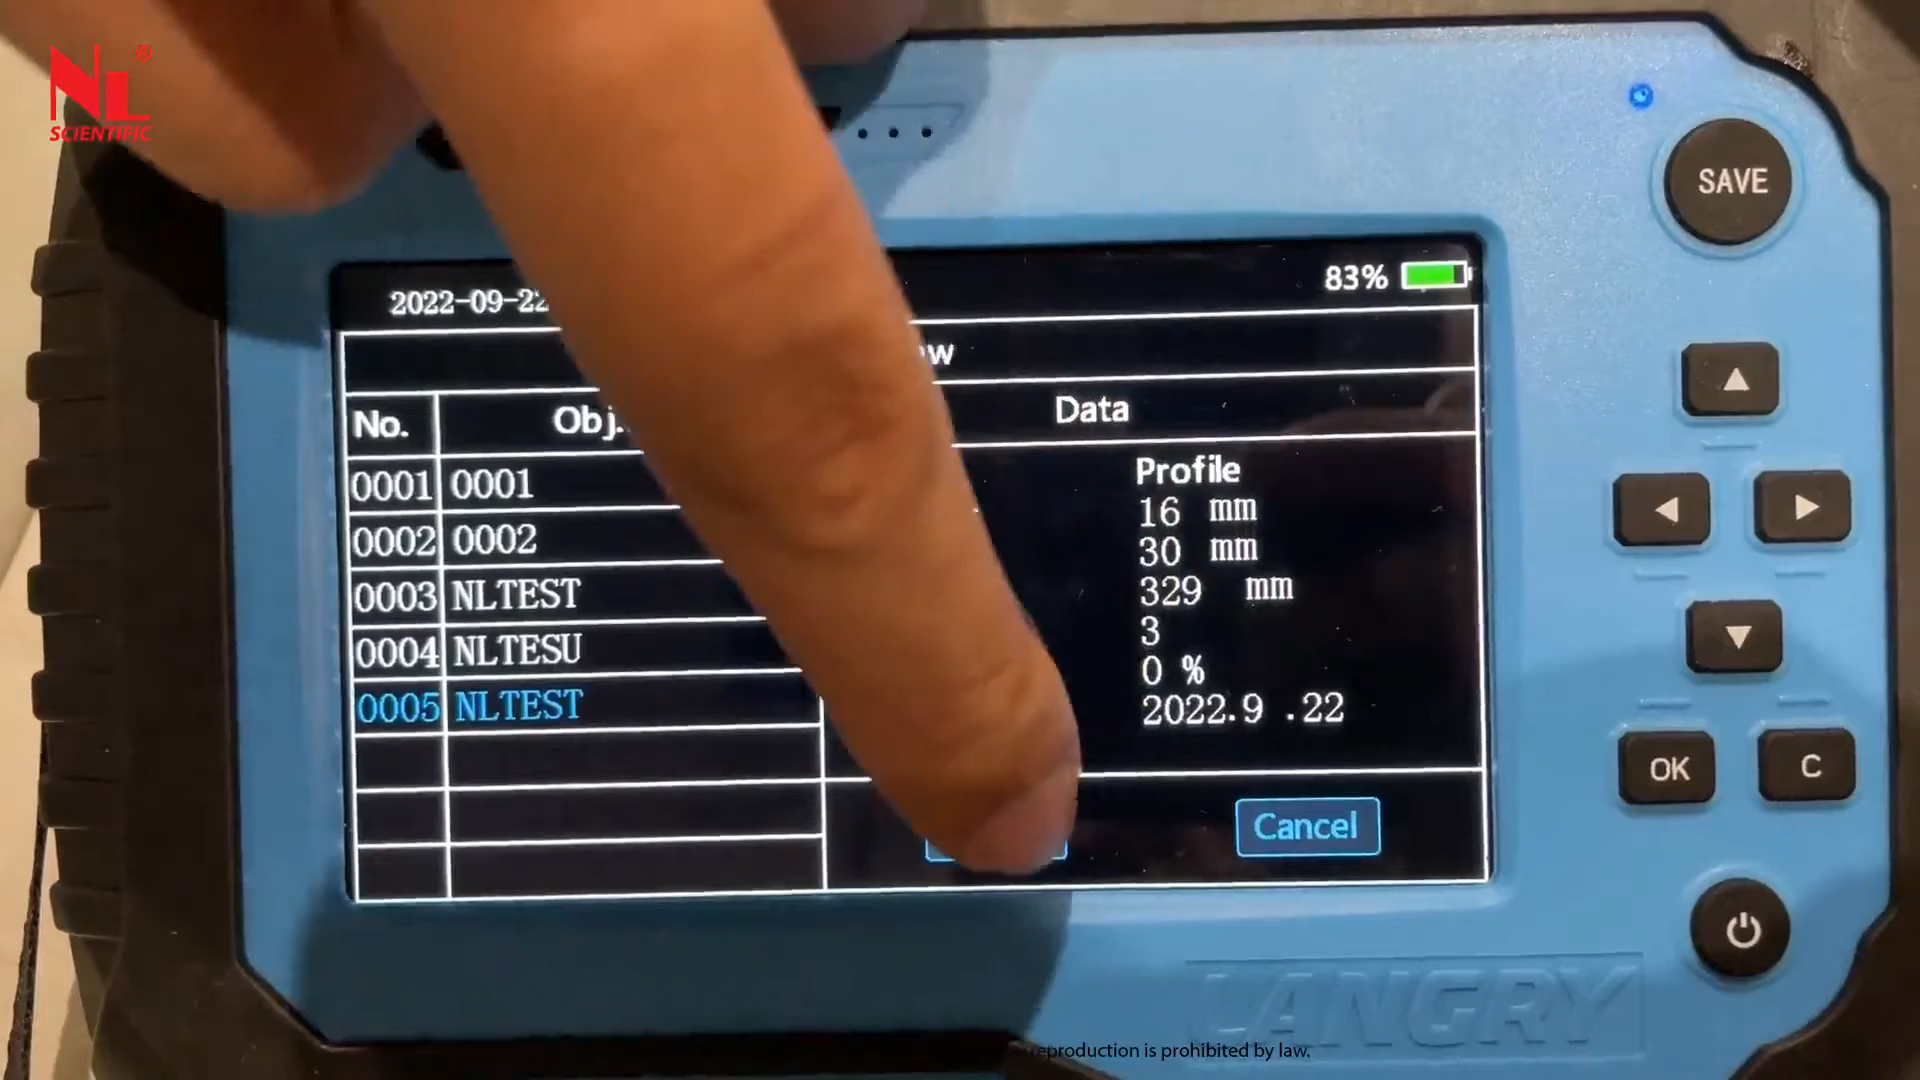 NL®
SCIENTIFIC
SAVE
83%
2022-09-22
No.
Obj.
Data
0001 0001
0002 0002
0003 NLTEST
0004 NLTESU
0005 NLTEST
Profile
16 mm
30 mm
329 mm
3
0 %
2022.9 .22
Cancel
OK
C
LANGRY
reproduction is prohibited by law.